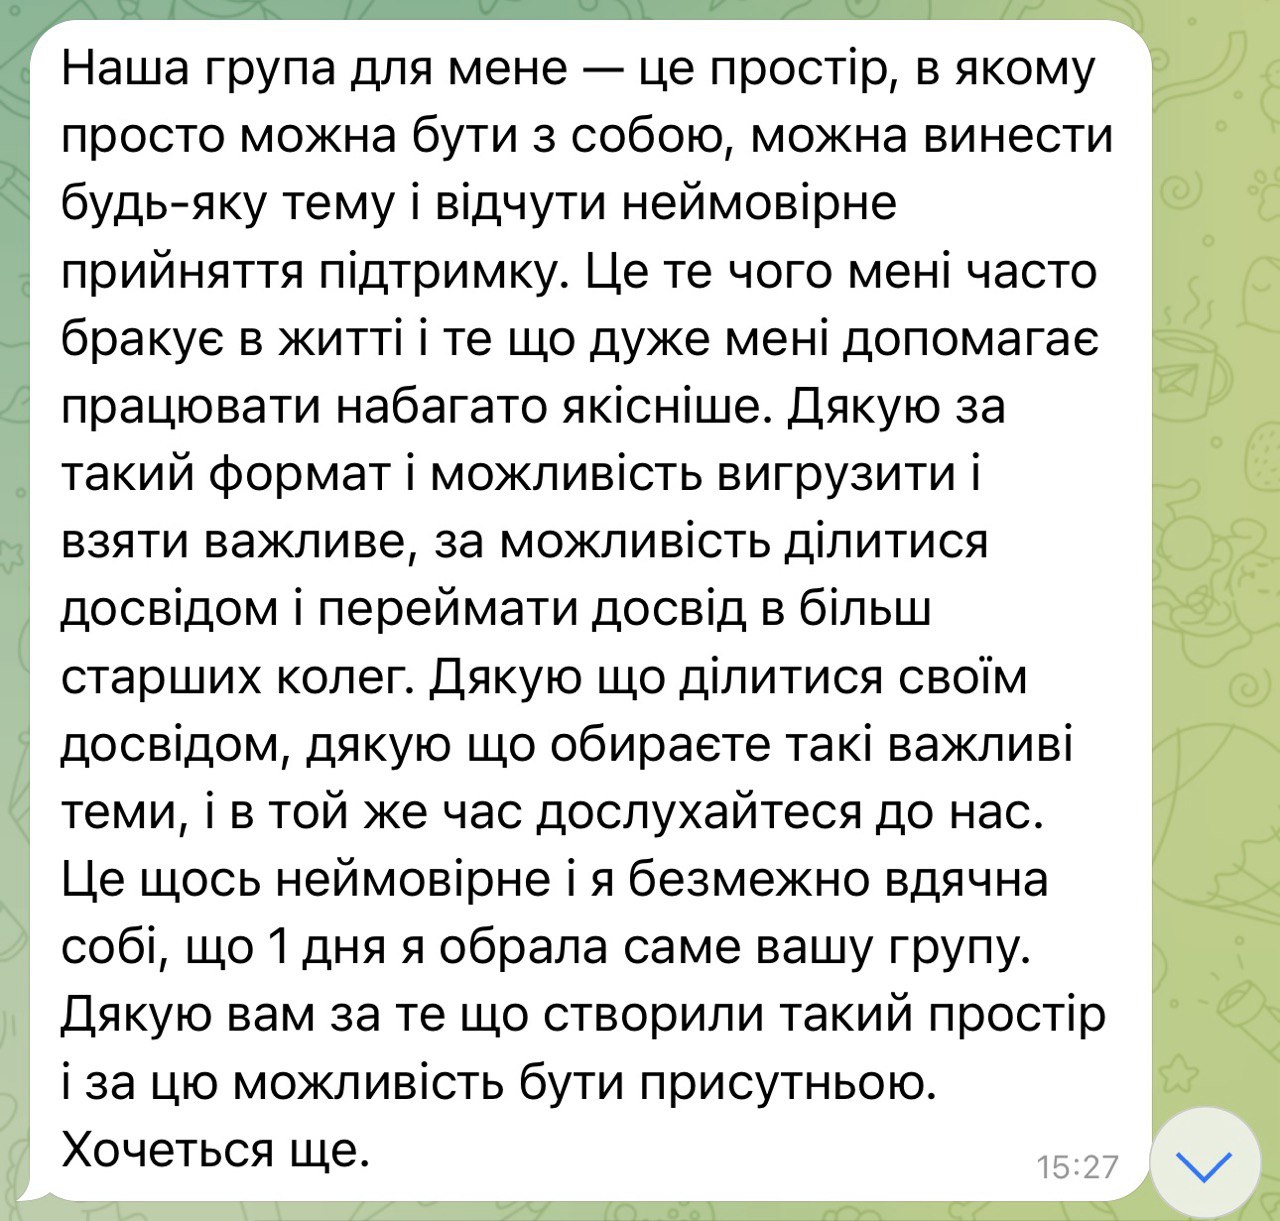 Наша група для мене — це простір, в якому
просто можна бути з собою, можна винести
будь-яку тему і відчути неймовірне
прийняття підтримку. Це те чого мені часто
бракує в житті і те що дуже мені допомагає
працювати набагато якісніше. Дякую за
такий формат і можливість вигрузити і
взяти важливе, за можливість ділитися
досвідом і переймати досвід в більш
старших колег. Дякую що ділитися своїм
досвідом, дякую що обираєте такі важливі
теми, і в той же час дослухайтеся до нас.
Це щось неймовірне і я безмежно вдячна
собі, що 1 дня я обрала саме вашу групу.
Дякую вам за те що створили такий простір
і за цю можливість бути присутньою.
Хочеться ще.
15:27